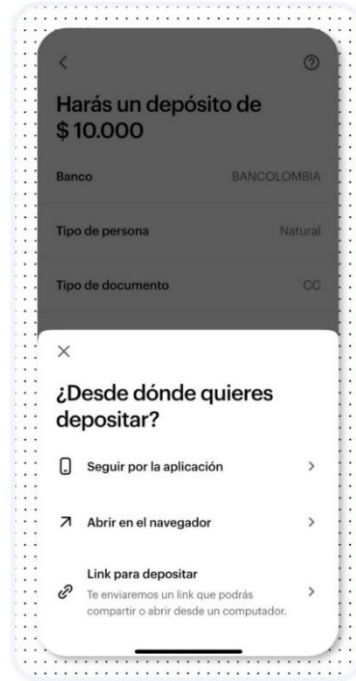 Harás un depósito de
$ 10.000
Banco BANCOLOMBIA
Tipo de persona Natural
Tipo de documento CC
¿Desde dónde quieres
depositar?
Seguir por la aplicación
Abrir en el navegador
Link para depositar
Te enviaremos un link que podrás
compartir o abrir desde un computador.